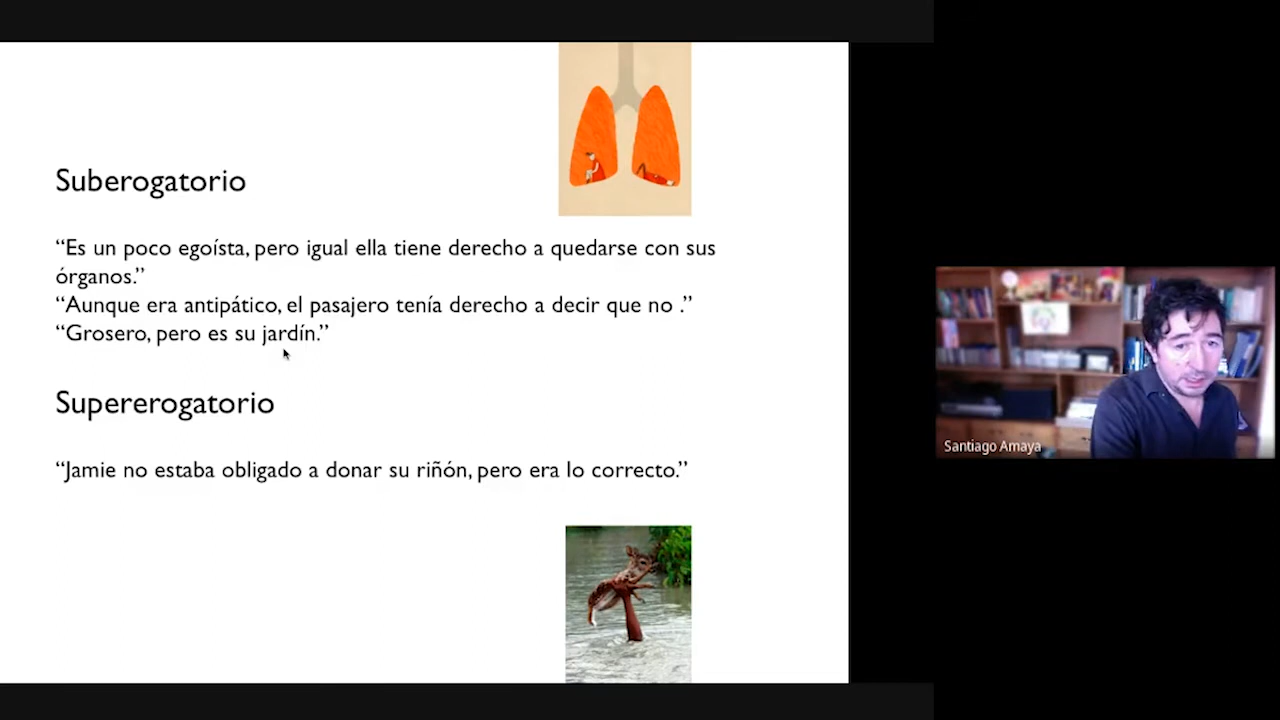 Suberogatorio
“Es un poco egoísta, pero igual ella tiene derecho a quedarse con sus
órganos.”
“Aunque era antipático, el pasajero tenía derecho a decir que no .”
“Grosero, pero es su jardín.”
Supererogatorio
“Jamie no estaba obligado a donar su riñón, pero era lo correcto.”
Santiago Amaya